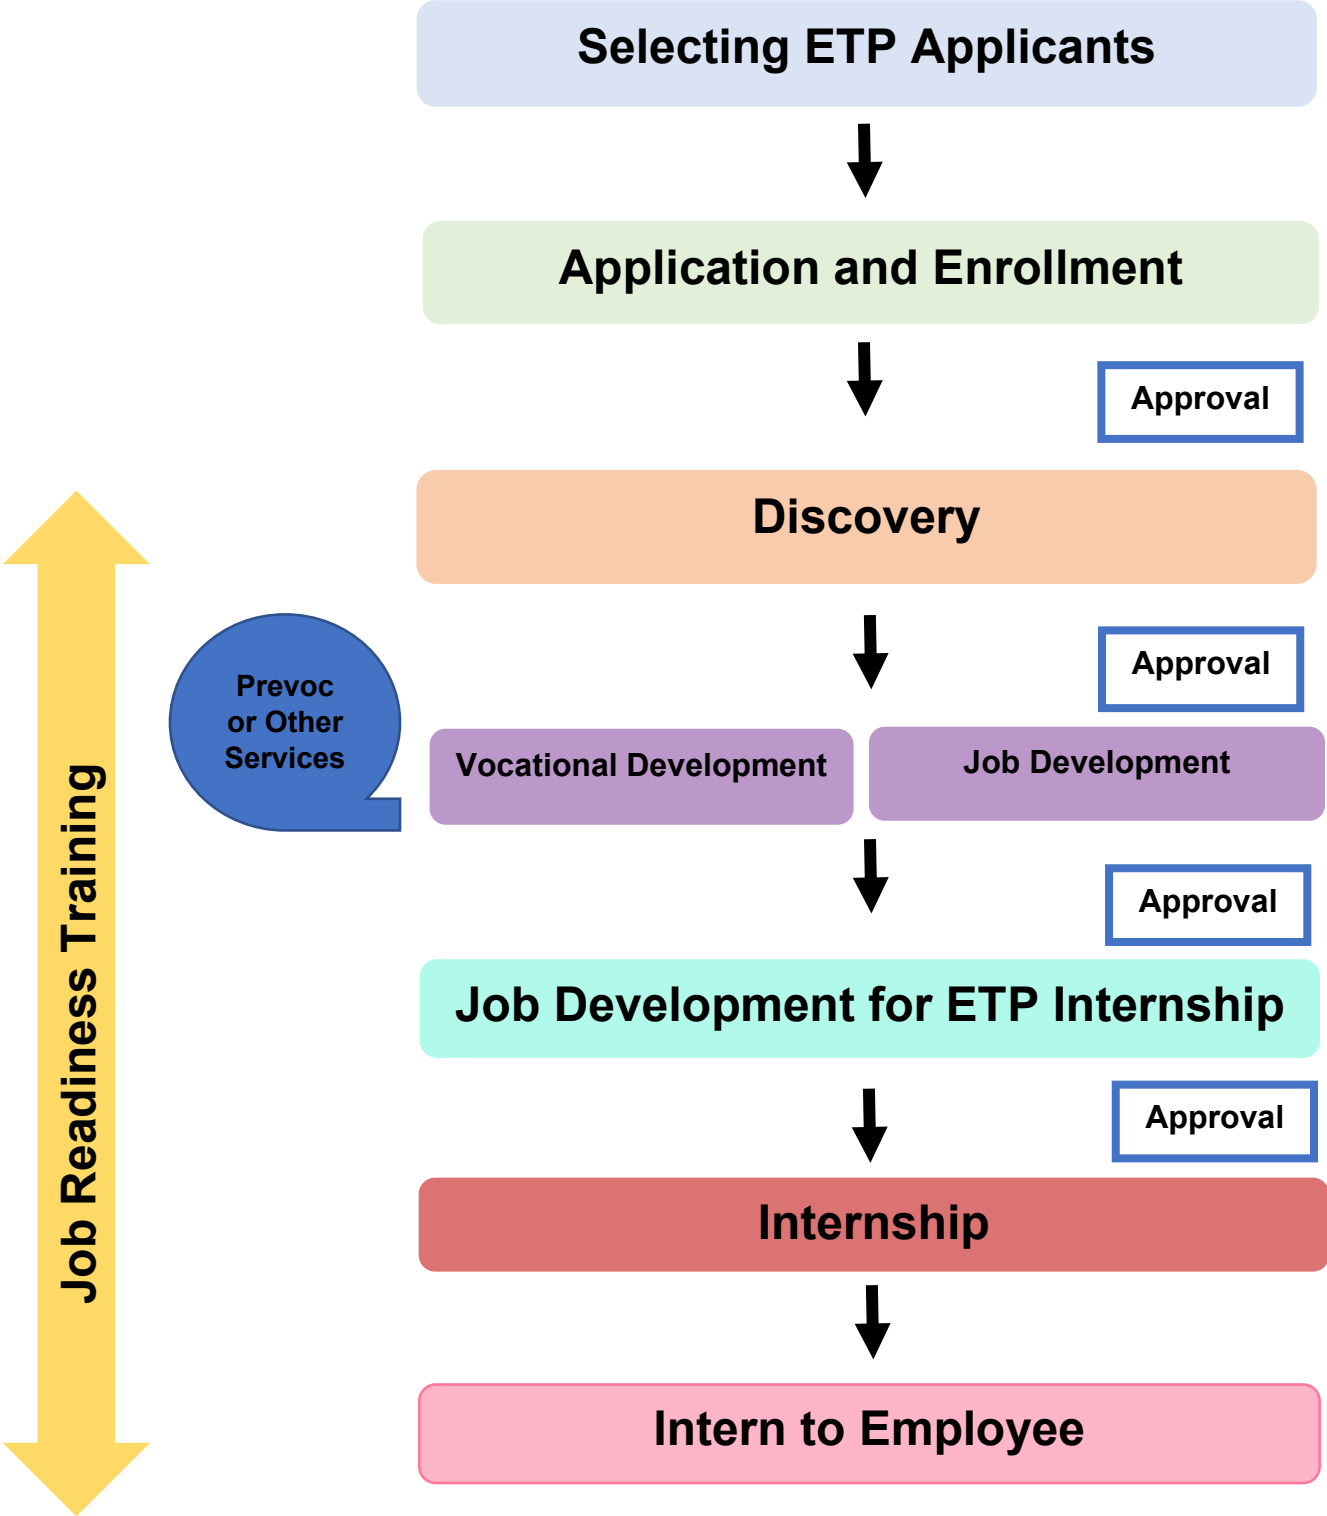 Selecting ETP Applicants
Application and Enrollment
Approval
Discovery
Approval
Prevoc
or Other
Services
Vocational Development
Job Development
Approval
Job Development for ETP Internship
Approval
Internship
Intern to Employee
Job Readiness Training